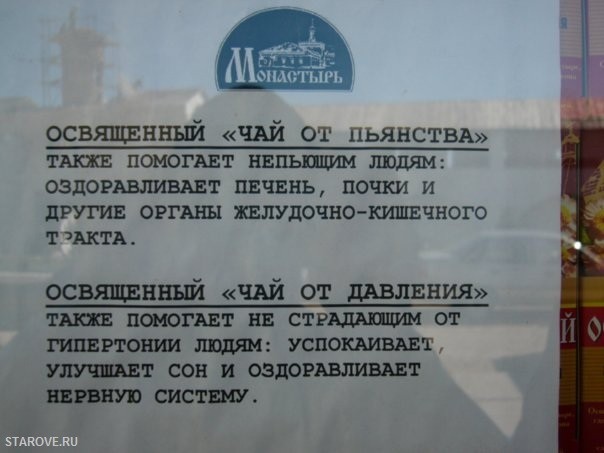 МОНАСТЫРЬ
ОСВЯЩЕННЫЙ «ЧАЙ ОТ ПЬЯНСТВА»
ТАКЖЕ ПОМОГАЕТ НЕПЬЮЩИМ ЛЮДЯМ:
ОЗДОРАВЛИВАЕТ ПЕЧЕНЬ, ПОЧКИ И
ДРУГИЕ ОРГАНЫ ЖЕЛУДОЧНО-КИШЕЧНОГО
ТРАКТА.
ОСВЯЩЕННЫЙ «ЧАЙ ОТ ДАВЛЕНИЯ»
ТАКЖЕ ПОМОГАЕТ НЕ СТРАДАЮЩИМ ОТ
ГИПЕРТОНИИ ЛЮДЯМ: УСПОКАИВАЕТ,
УЛУЧШАЕТ СОН И ОЗДОРАВЛИВАЕТ
НЕРВНУЮ СИСТЕМУ.
STAROVE.RU